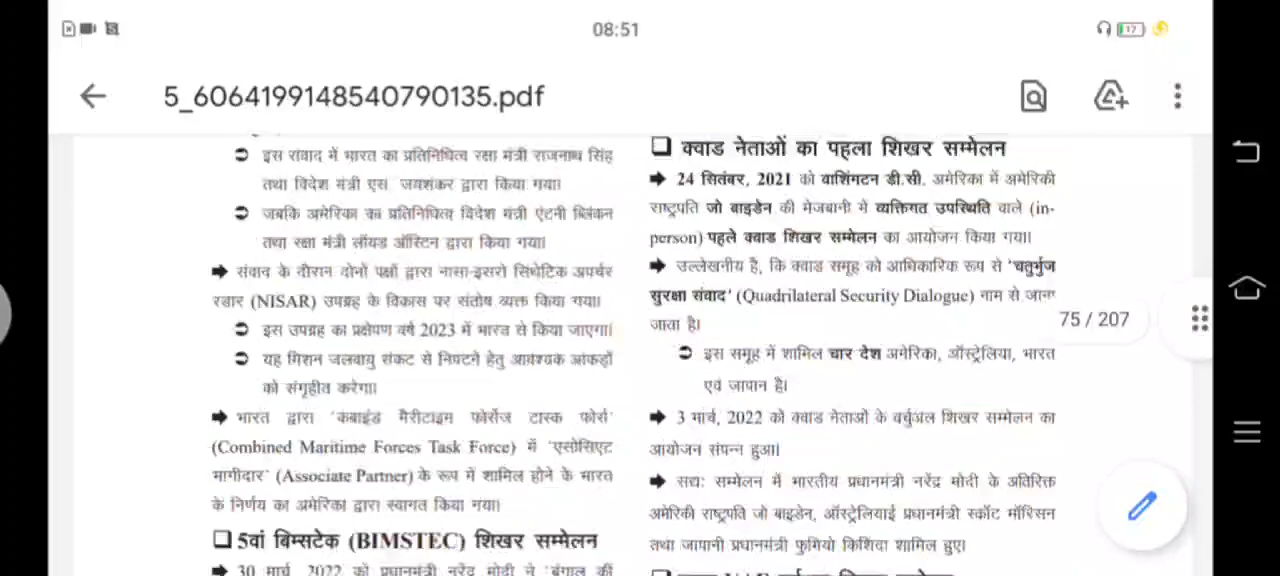 08:51
17
5_6064199148540790135.pdf
➲ इस संवाद में भारत का प्रतिनिधित्व रक्षा मंत्री राजनाथ सिंह
तथा विदेश मंत्री एस. जयशंकर द्वारा किया गया।
➲ जबकि अमेरिका का प्रतिनिधित्व विदेश मंत्री एंटनी ब्लिंकन
तथा रक्षा मंत्री लॉयड ऑस्टिन द्वारा किया गया।
➔ संवाद के दौरान दोनों पक्षों द्वारा नासा-इसरो सिंथेटिक अपर्चर
रडार (NISAR) उपग्रह के विकास पर संतोष व्यक्त किया गया।
➲ इस उपग्रह का प्रक्षेपण वर्ष 2023 में भारत से किया जाएगा।
➲ यह मिशन जलवायु संकट से निपटने हेतु आवश्यक आंकड़ों
को संगृहीत करेगा।
➔ भारत द्वारा 'कंबाइंड मैरीटाइम फोर्सेज टास्क फोर्स'
(Combined Maritime Forces Task Force) में 'एसोसिएट
भागीदार' (Associate Partner) के रूप में शामिल होने के भारत
के निर्णय का अमेरिका द्वारा स्वागत किया गया।
❑ 5वां बिम्सटेक (BIMSTEC) शिखर सम्मेलन
➔ 30 मार्च, 2022 को प्रधानमंत्री नरेंद्र मोदी ने 'बंगाल की
❑ क्वाड नेताओं का पहला शिखर सम्मेलन
➔ 24 सितंबर, 2021 को वाशिंगटन डी.सी. अमेरिका में अमेरिकी
राष्ट्रपति जो बाइडेन की मेजबानी में व्यक्तिगत उपस्थिति वाले (in-
person) पहले क्वाड शिखर सम्मेलन का आयोजन किया गया।
➔ उल्लेखनीय है, कि क्वाड समूह को आधिकारिक रूप से 'चतुर्भुज
सुरक्षा संवाद' (Quadrilateral Security Dialogue) नाम से जाना
जाता है।
75 / 207
➲ इस समूह में शामिल चार देश अमेरिका, ऑस्ट्रेलिया, भारत
एवं जापान हैं।
➔ 3 मार्च, 2022 को क्वाड नेताओं के वर्चुअल शिखर सम्मेलन का
आयोजन संपन्न हुआ।
➔ सद्य: सम्मेलन में भारतीय प्रधानमंत्री नरेंद्र मोदी के अतिरिक्त
अमेरिकी राष्ट्रपति जो बाइडेन, ऑस्ट्रेलियाई प्रधानमंत्री स्कॉट मॉरिसन
तथा जापानी प्रधानमंत्री फुमियो किशिदा शामिल हुए।